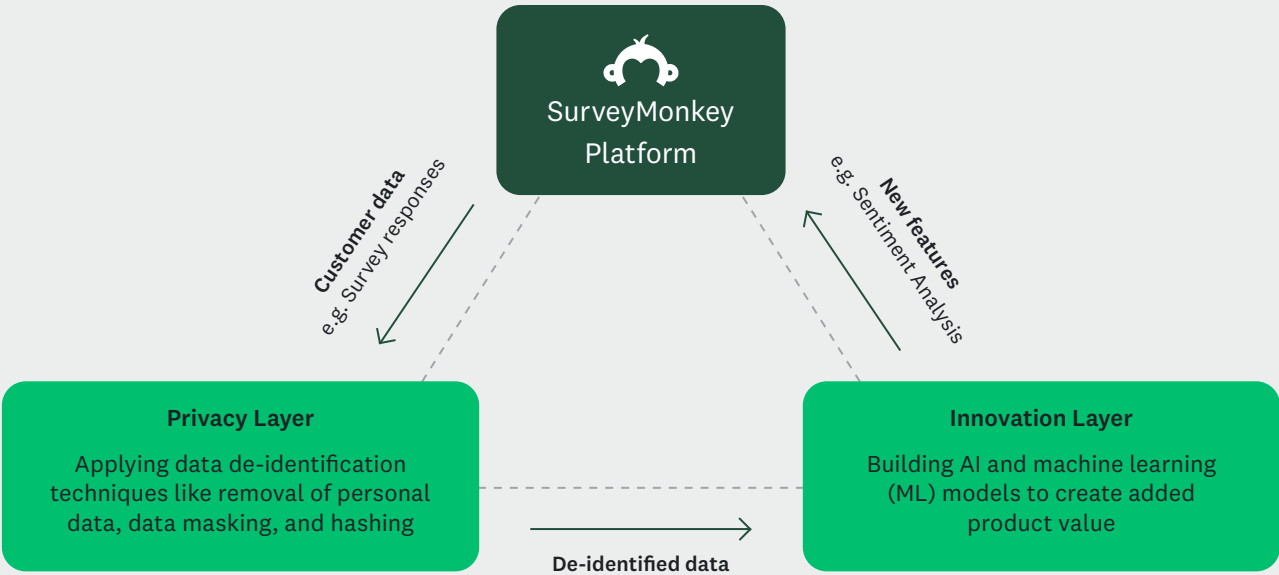 SurveyMonkey
Platform
Customer data
e.g. Survey responses
New features
e.g. Sentiment Analysis
Privacy Layer
Applying data de-identification
techniques like removal of personal
data, data masking, and hashing
Innovation Layer
Building AI and machine learning
(ML) models to create added
product value
De-identified data